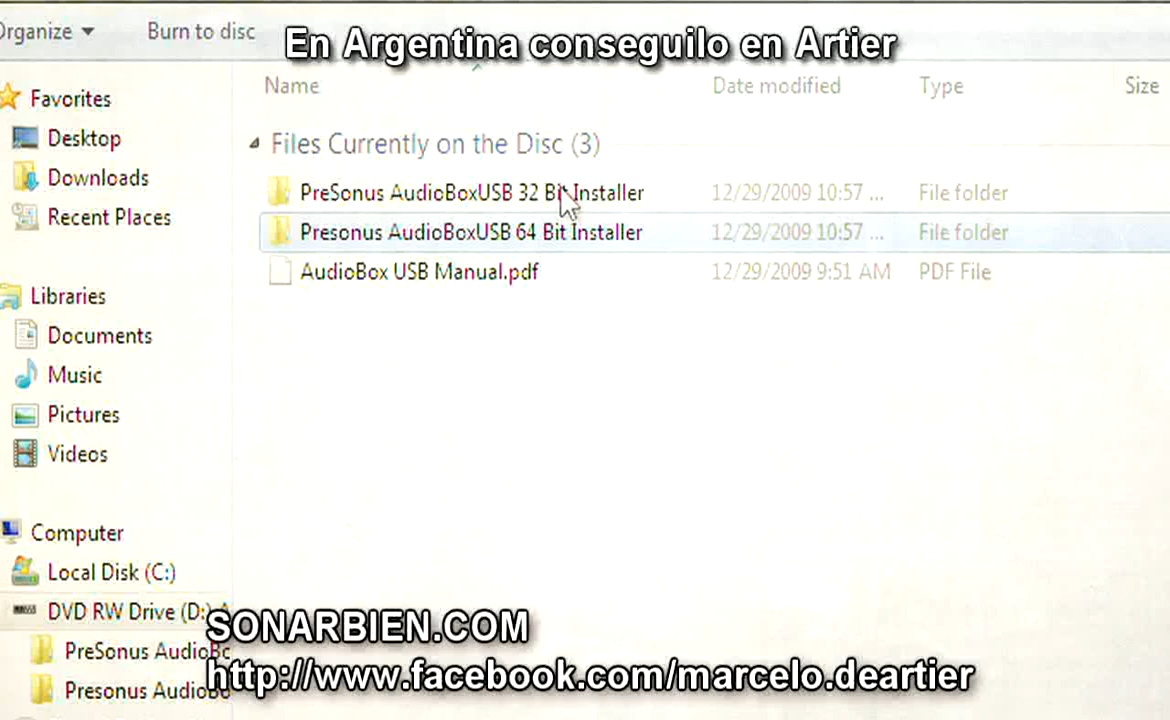 Organize
Burn to disc
En Argentina conseguilo en Artier
Name
Date modified
Type
Size
Favorites
Desktop
Downloads
Recent Places
Libraries
Documents
Music
Pictures
Videos
Computer
Local Disk (C:)
DVD RW Drive (D:) A
PreSonus AudioBo
Presonus AudioBo
Files Currently on the Disc (3)
PreSonus AudioBoxUSB 32 Bit Installer 12/29/2009 10:57 ... File folder
Presonus AudioBoxUSB 64 Bit Installer 12/29/2009 10:57 ... File folder
AudioBox USB Manual.pdf 12/29/2009 9:51 AM PDF File
SONARBIEN.COM
http://www.facebook.com/marcelo.deartier